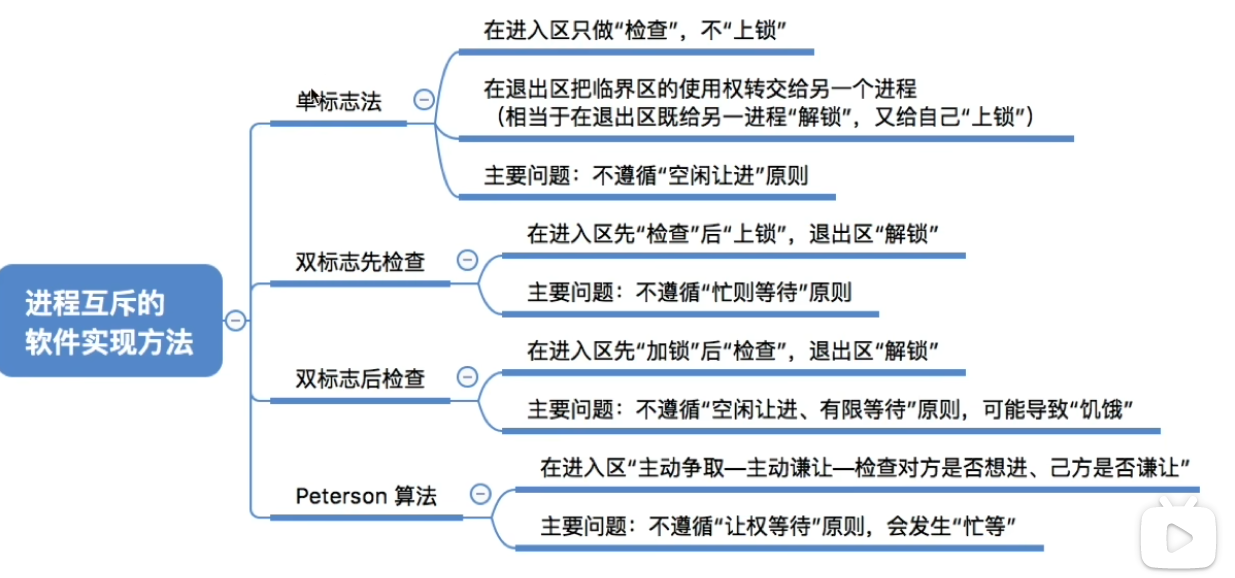 在进入区只做“检查”，不“上锁”
单标志法
在退出区把临界区的使用权转交给另一个进程
（相当于在退出区既给另一进程“解锁”，又给自己“上锁”）
主要问题：不遵循“空闲让进”原则
在进入区先“检查”后“上锁”，退出区“解锁”
双标志先检查
主要问题：不遵循“忙则等待”原则
进程互斥的
软件实现方法
在进入区先“加锁”后“检查”，退出区“解锁”
双标志后检查
主要问题：不遵循“空闲让进、有限等待”原则，可能导致“饥饿”
在进入区“主动争取—主动谦让—检查对方是否想进、己方是否谦让”
Peterson 算法
主要问题：不遵循“让权等待”原则，会发生“忙等”